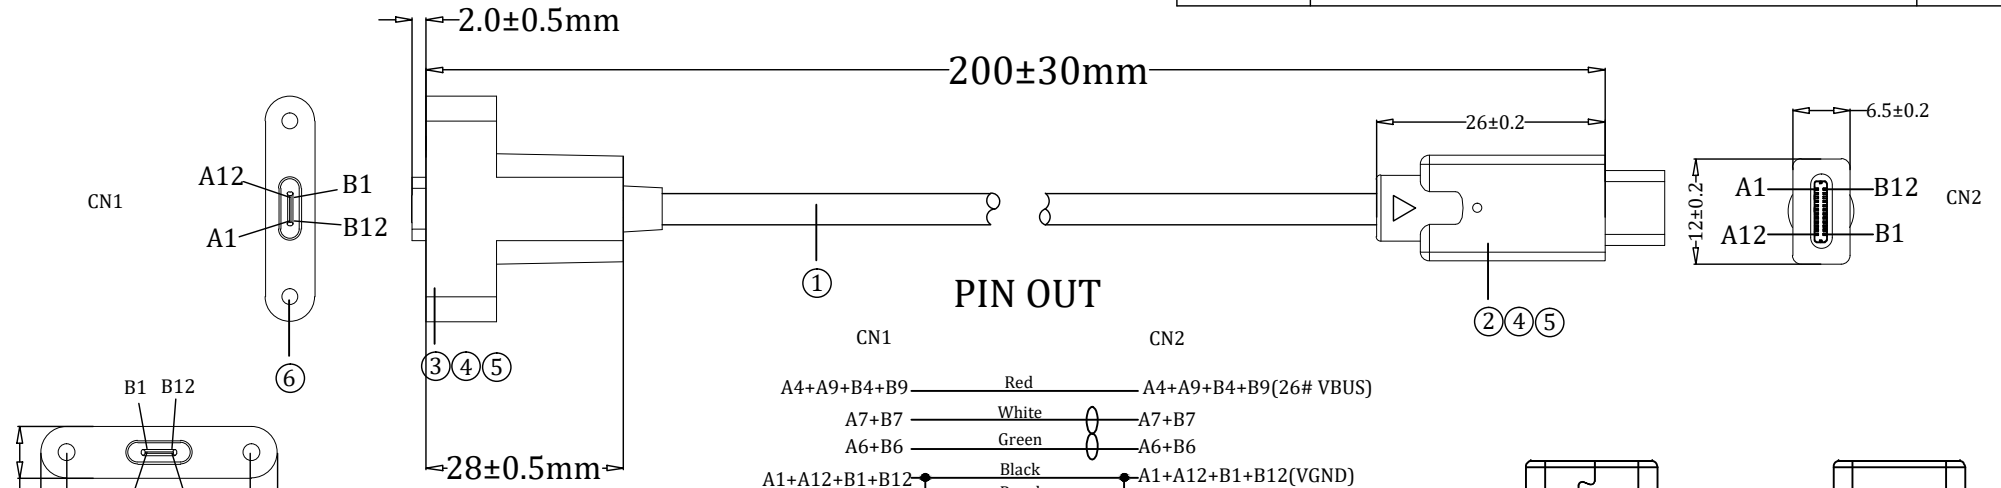 2.0±0.5mm
200±30mm
26±0.2
6.5±0.2
12±0.2
CN1
A12
B1
A1
B12
A1
B12
A12
B1
CN2
①
②④⑤
③④⑤
⑥
28±0.5mm
B1 B12
PIN OUT
CN1 CN2
A4+A9+B4+B9 Red A4+A9+B4+B9(26# VBUS)
A7+B7 White A7+B7
A6+B6 Green A6+B6
A1+A12+B1+B12 Black A1+A12+B1+B12(VGND)